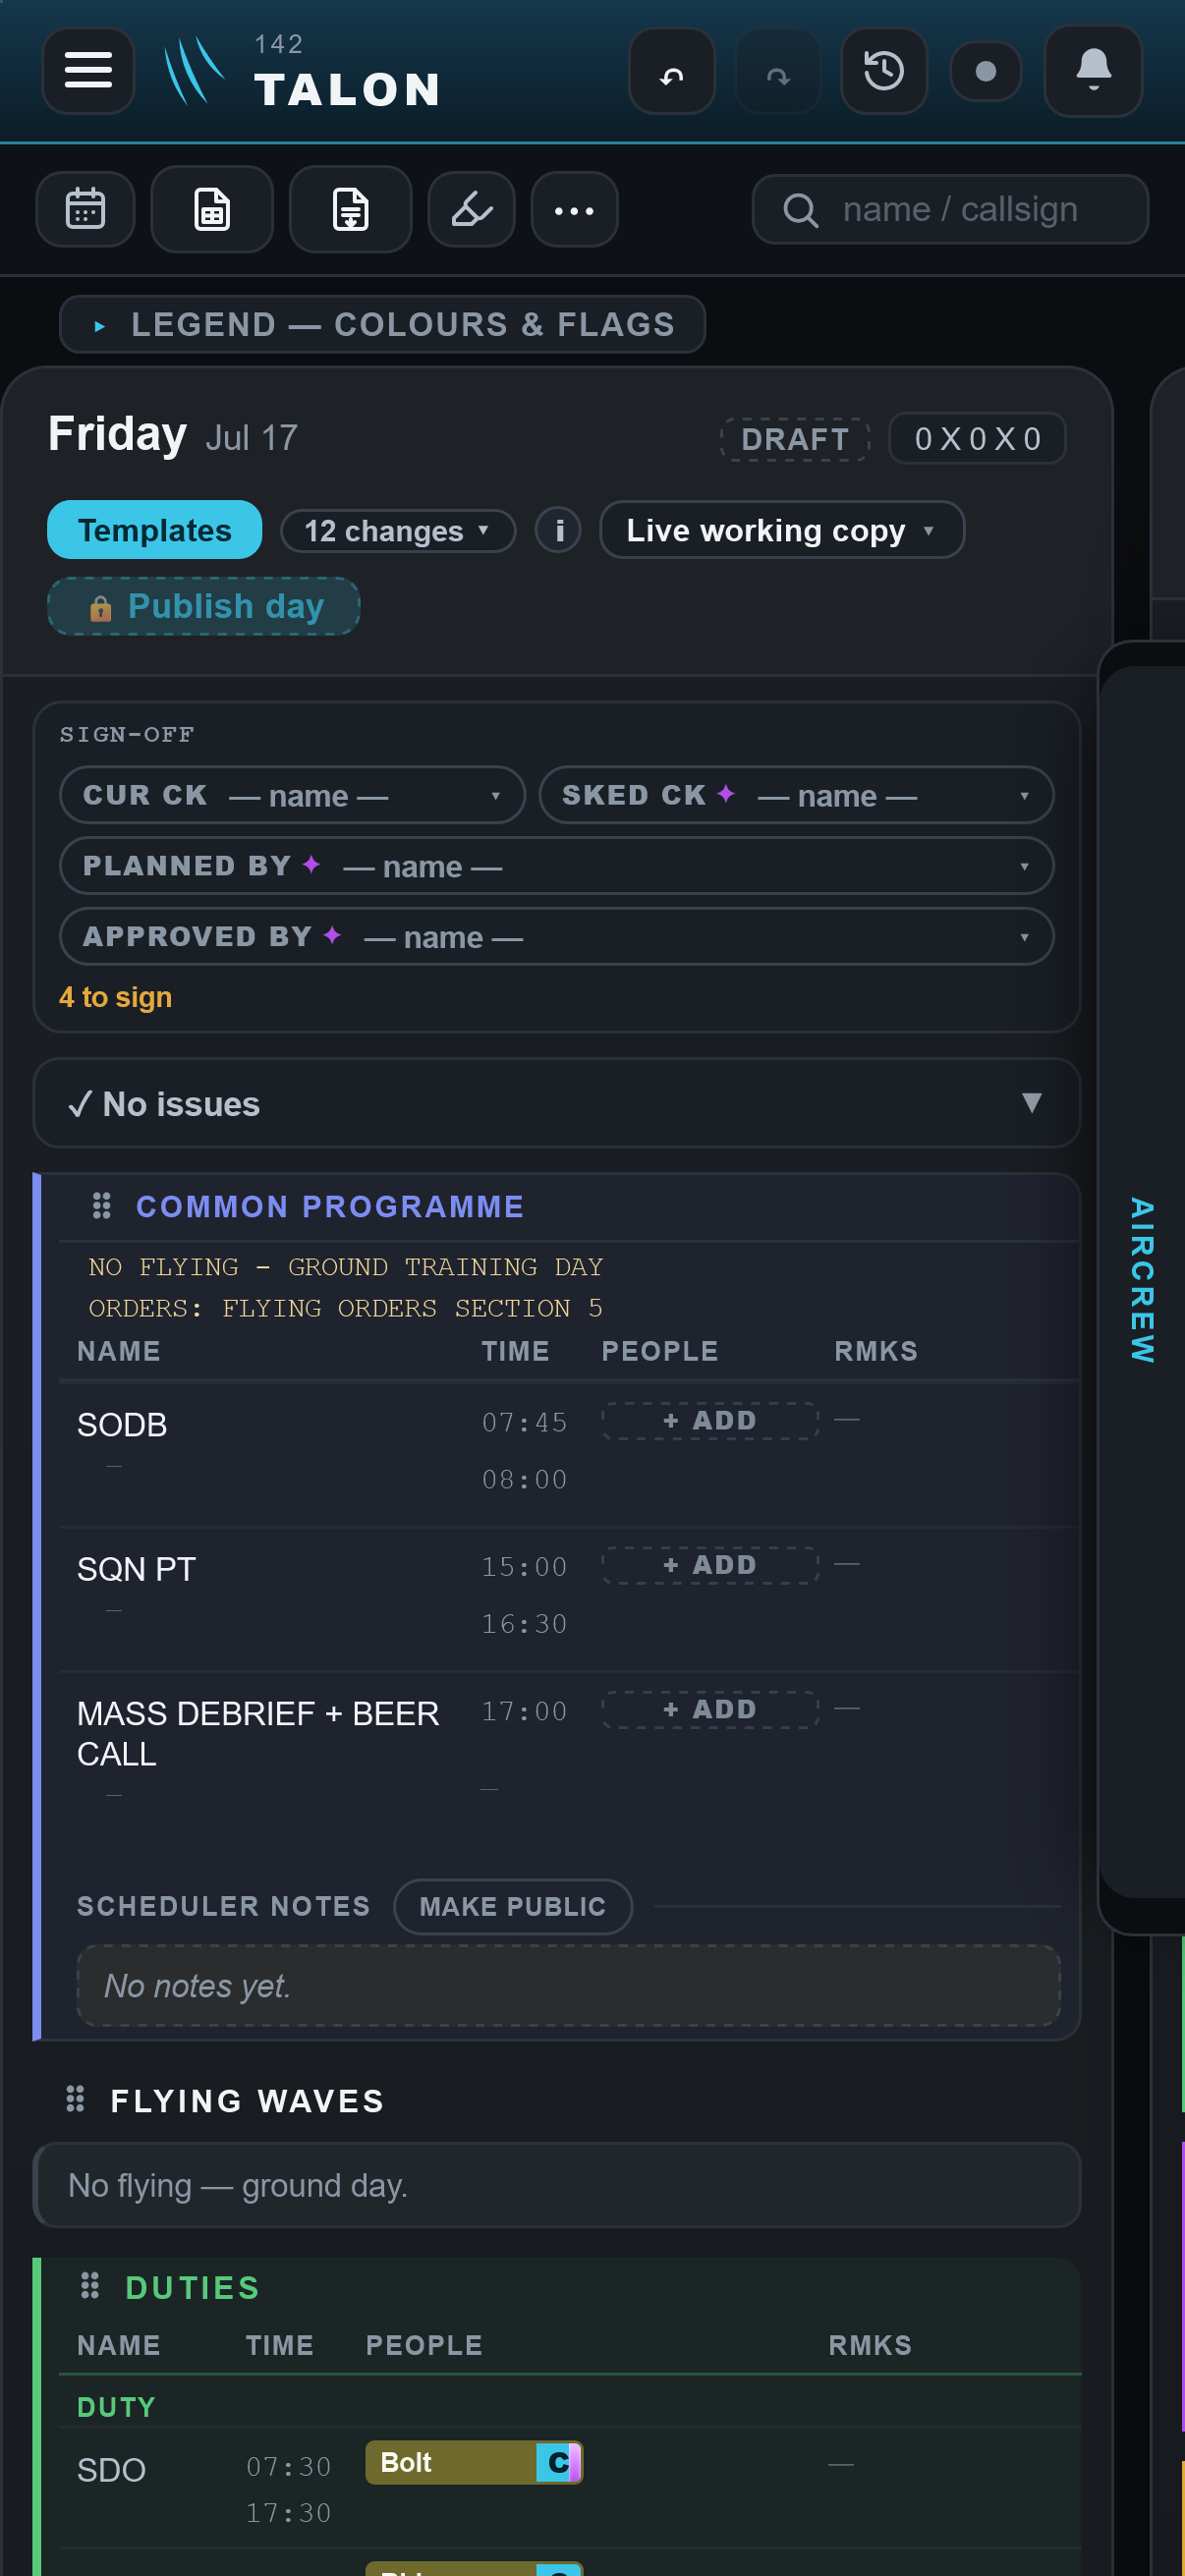 142
TALON
name / callsign
LEGEND — COLOURS & FLAGS
Friday Jul 17 DRAFT 0 X 0 X 0
Templates 12 changes i Live working copy
Publish day
SIGN-OFF
CUR CK — name — SKED CK — name —
PLANNED BY — name —
APPROVED BY — name —
4 to sign
✓ No issues
COMMON PROGRAMME
NO FLYING - GROUND TRAINING DAY
ORDERS: FLYING ORDERS SECTION 5
NAME TIME PEOPLE RMKS
SODB 07:45 + ADD —
— 08:00
SQN PT 15:00 + ADD —
— 16:30
MASS DEBRIEF + BEER 17:00 + ADD —
CALL
— —
SCHEDULER NOTES MAKE PUBLIC
No notes yet.
FLYING WAVES
No flying — ground day.
DUTIES
NAME TIME PEOPLE RMKS
DUTY
SDO 07:30 Bolt C —
17:30
AIRCREW